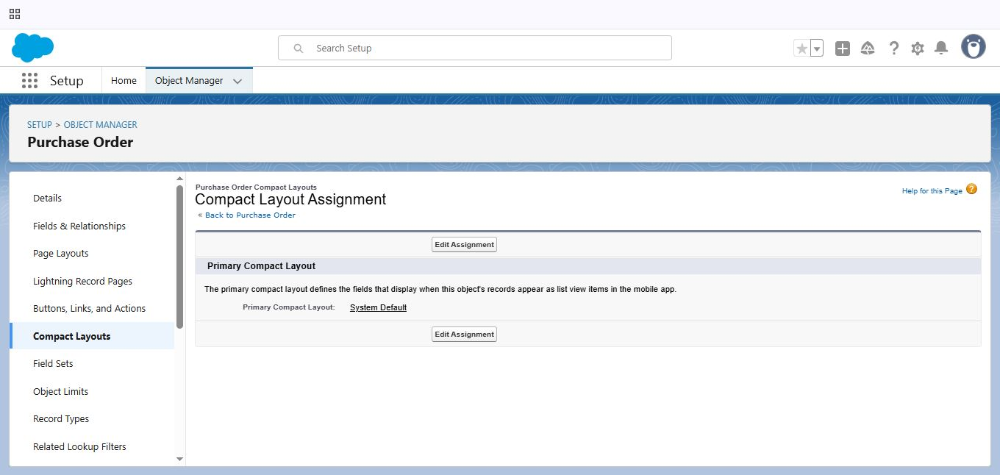 Search Setup
Setup
Home
Object Manager
SETUP > OBJECT MANAGER
Purchase Order
Details
Fields & Relationships
Page Layouts
Lightning Record Pages
Buttons, Links, and Actions
Compact Layouts
Field Sets
Object Limits
Record Types
Related Lookup Filters
Purchase Order Compact Layouts
Compact Layout Assignment
« Back to Purchase Order
Help for this Page ?
Edit Assignment
Primary Compact Layout
The primary compact layout defines the fields that display when this object's records appear as list view items in the mobile app.
Primary Compact Layout: System Default
Edit Assignment